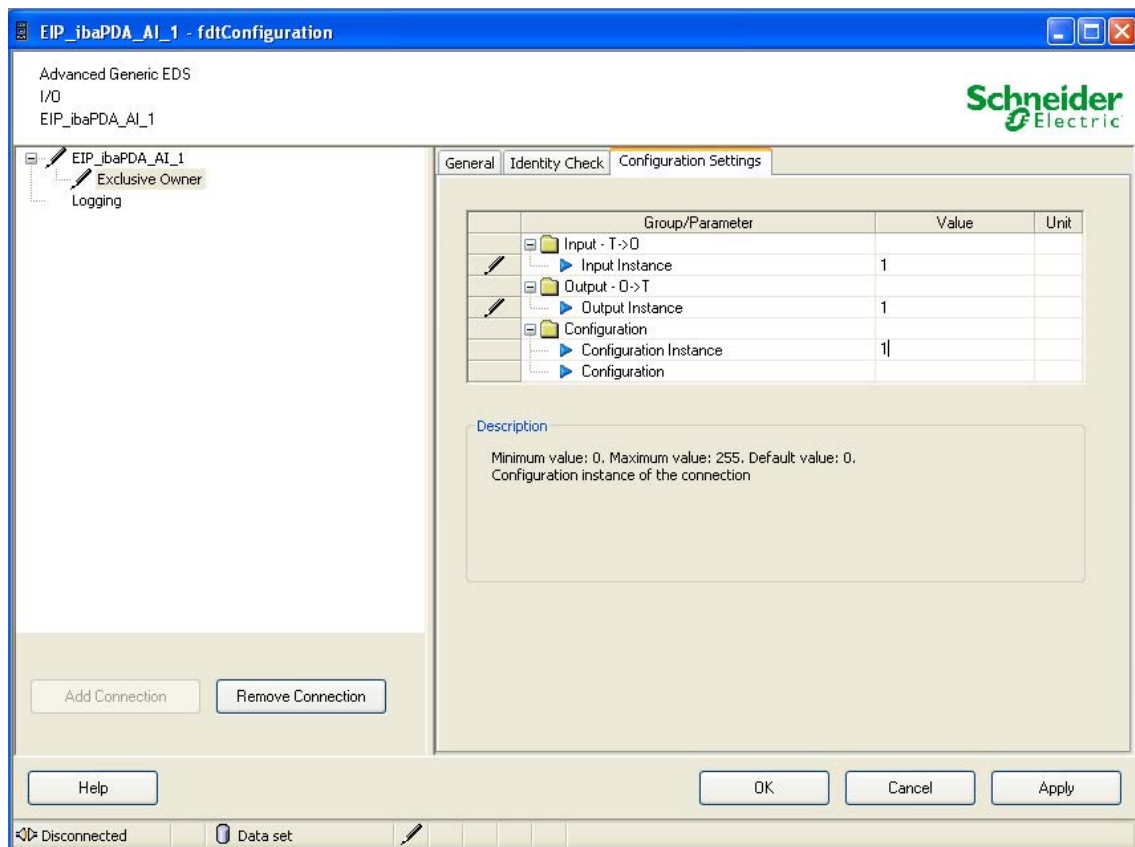 EIP_ibaPDA_AI_1 - fdtConfiguration
Advanced Generic EDS
I/O
EIP_ibaPDA_AI_1
Schneider
Electric
EIP_ibaPDA_AI_1
Exclusive Owner
Logging
General Identity Check Configuration Settings
Group/Parameter Value Unit
Input - T->O
Input Instance 1
Output - O->T
Output Instance 1
Configuration
Configuration Instance 1
Configuration
Description
Minimum value: 0. Maximum value: 255. Default value: 0.
Configuration instance of the connection
Add Connection Remove Connection
Help OK Cancel Apply
Disconnected Data set